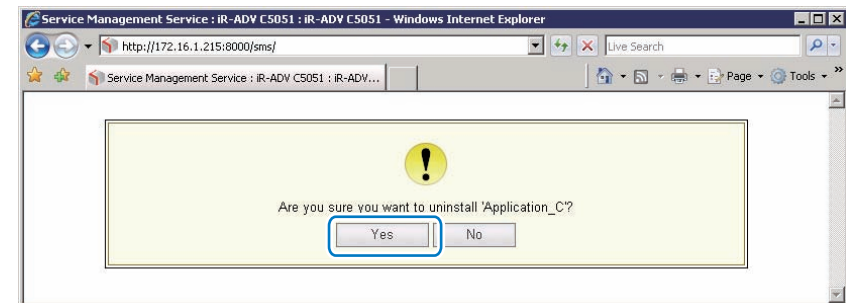 Service Management Service : iR-ADV C5051 : iR-ADV C5051 - Windows Internet Explorer
http://172.16.1.215:8000/sms/
Live Search
Service Management Service : iR-ADV C5051 : iR-ADV...
Page
Tools
Are you sure you want to uninstall 'Application_C'?
Yes
No